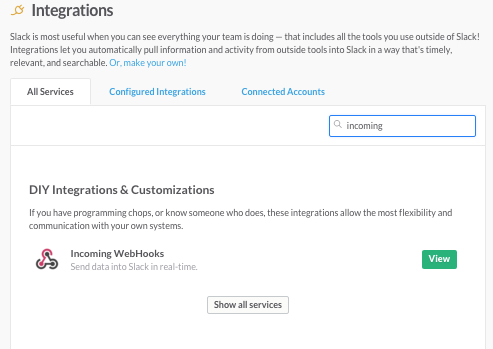 Integrations
Slack is most useful when you can see everything your team is doing — that includes all the tools you use outside of Slack!
Integrations let you automatically pull information and activity from outside tools into Slack in a way that's timely,
relevant, and searchable. Or, make your own!
All Services
Configured Integrations
Connected Accounts
incoming
DIY Integrations & Customizations
If you have programming chops, or know someone who does, these integrations allow the most flexibility and
communication with your own systems.
Incoming WebHooks
Send data into Slack in real-time.
View
Show all services